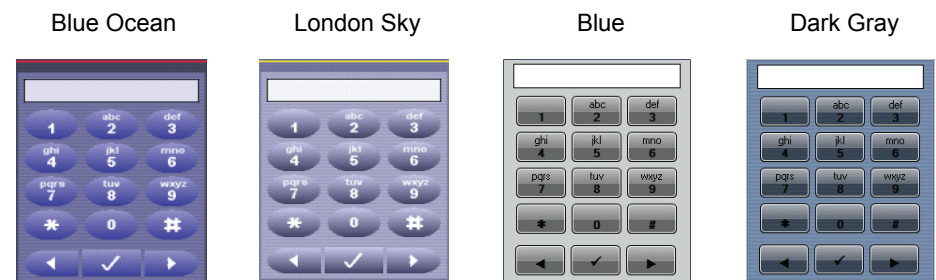 Blue Ocean London Sky Blue Dark Gray
1 abc 2 def 3
ghi 4 jkl 5 mno 6
pqrs 7 tuv 8 wxyz 9
* 0 #
1 abc 2 def 3
ghi 4 jkl 5 mno 6
pqrs 7 tuv 8 wxyz 9
* 0 #
1 abc 2 def 3
ghi 4 jkl 5 mno 6
pqrs 7 tuv 8 wxyz 9
* 0 #
1 abc 2 def 3
ghi 4 jkl 5 mno 6
pqrs 7 tuv 8 wxyz 9
* 0 #